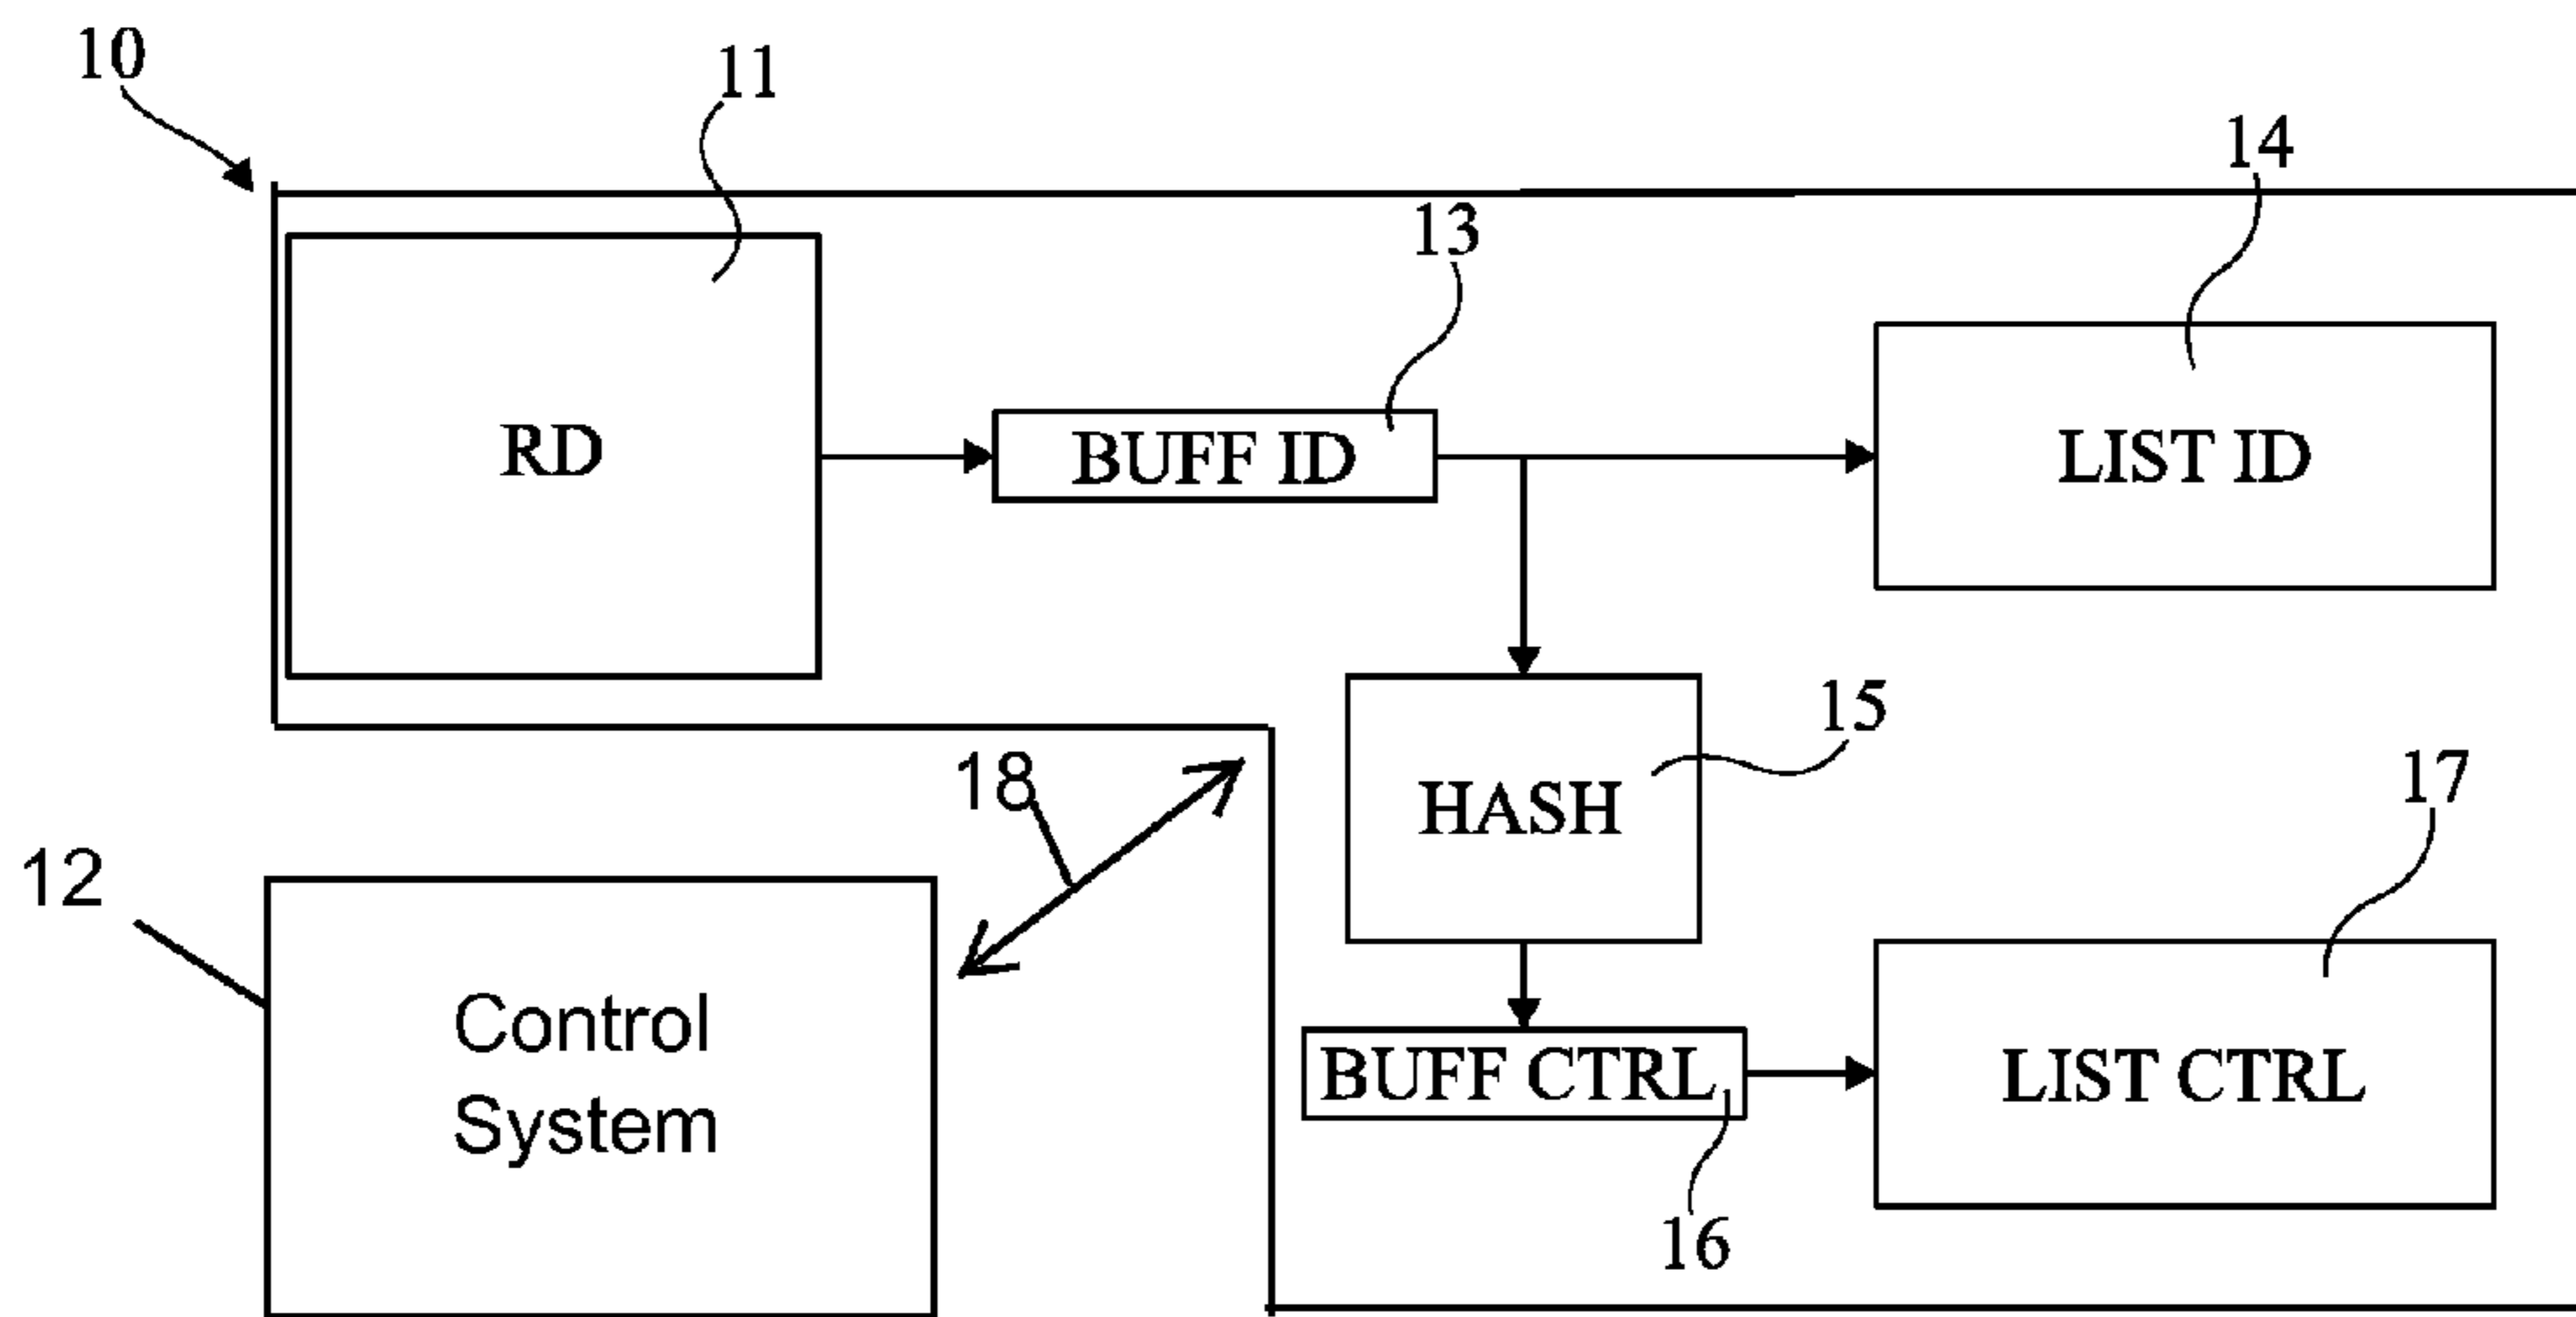 10
11
14
13
RD
BUFF ID
LIST ID
15
18
HASH
17
12
Control
System
BUFF CTRL
LIST CTRL
16